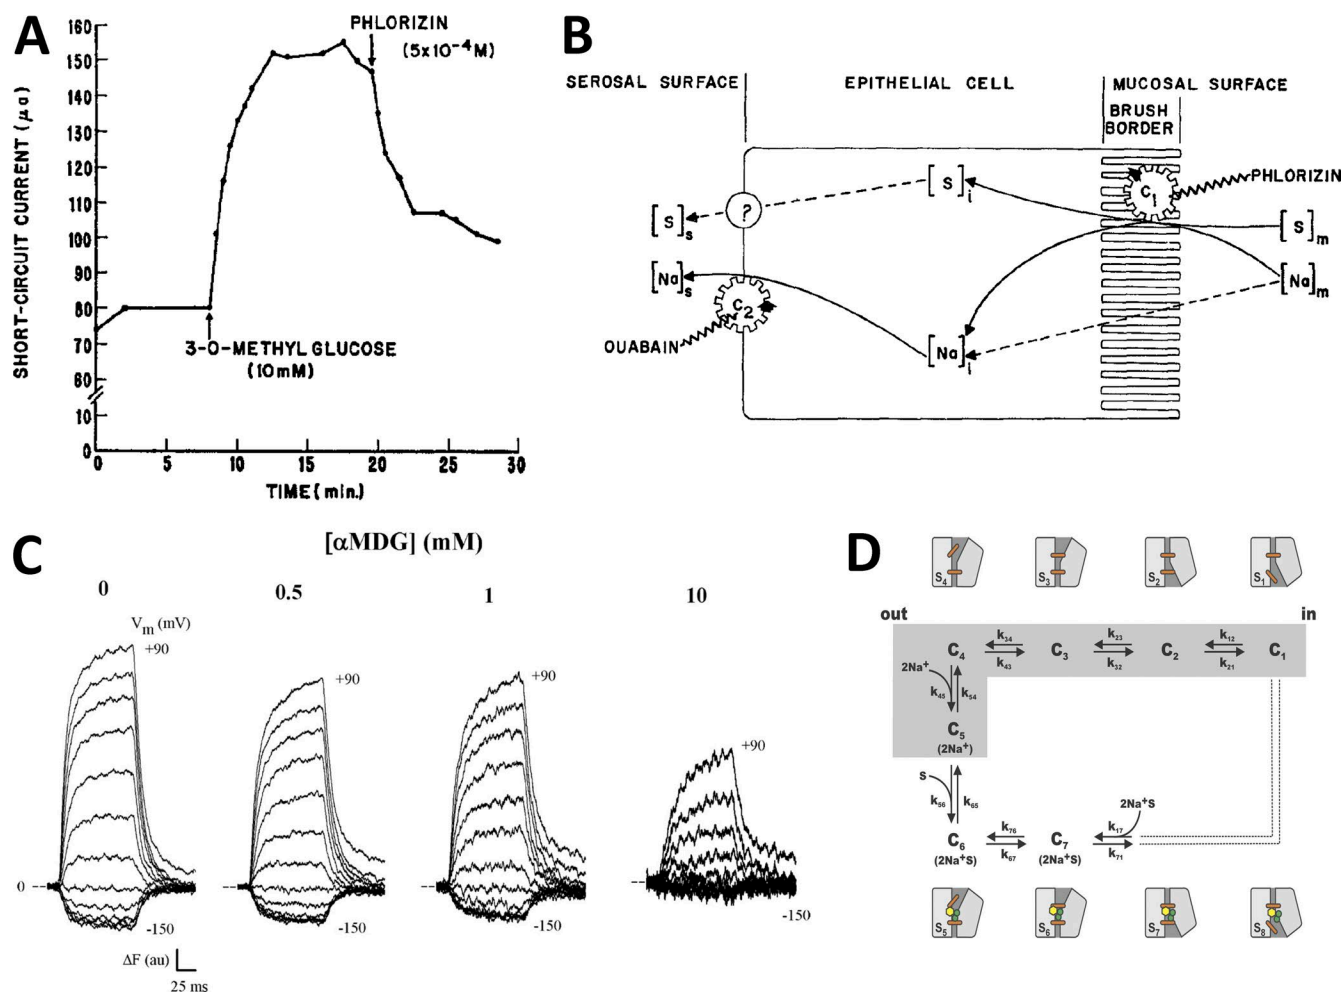 A
160
150
140
130
120
110
100
90
80
70
60
10
0
SHORT-CIRCUIT CURRENT (μa)
PHLORIZIN
(5x10⁻⁴M)
3-O-METHYL GLUCOSE
(10mM)
0 5 10 15 20 25 30
TIME (min.)
B
SEROSAL SURFACE EPITHELIAL CELL MUCOSAL SURFACE
BRUSH
BORDER
C₁
PHLORIZIN
[S]ᵢ
?
[S]ₛ
[S]ₘ
[Na]ₛ
[Na]ₘ
C₂
OUABAIN
[Na]ᵢ
C
[αMDG] (mM)
0 0.5 1 10
Vₘ (mV)
+90
+90
+90
+90
0
-150
-150
-150
-150
ΔF (au)
25 ms
D
S₄ S₃ S₂ S₁
out in
k₃₄ k₂₃ k₁₂
C₄ C₃ C₂ C₁
k₄₃ k₃₂ k₂₁
2Na⁺
k₄₅ k₅₄
C₅
(2Na⁺)
S
k₅₆ k₆₅
2Na⁺S
k₇₆ k₁₇
C₆ C₇
(2Na⁺S) (2Na⁺S)
k₆₇ k₇₁
S₅ S₆ S₇ S₈